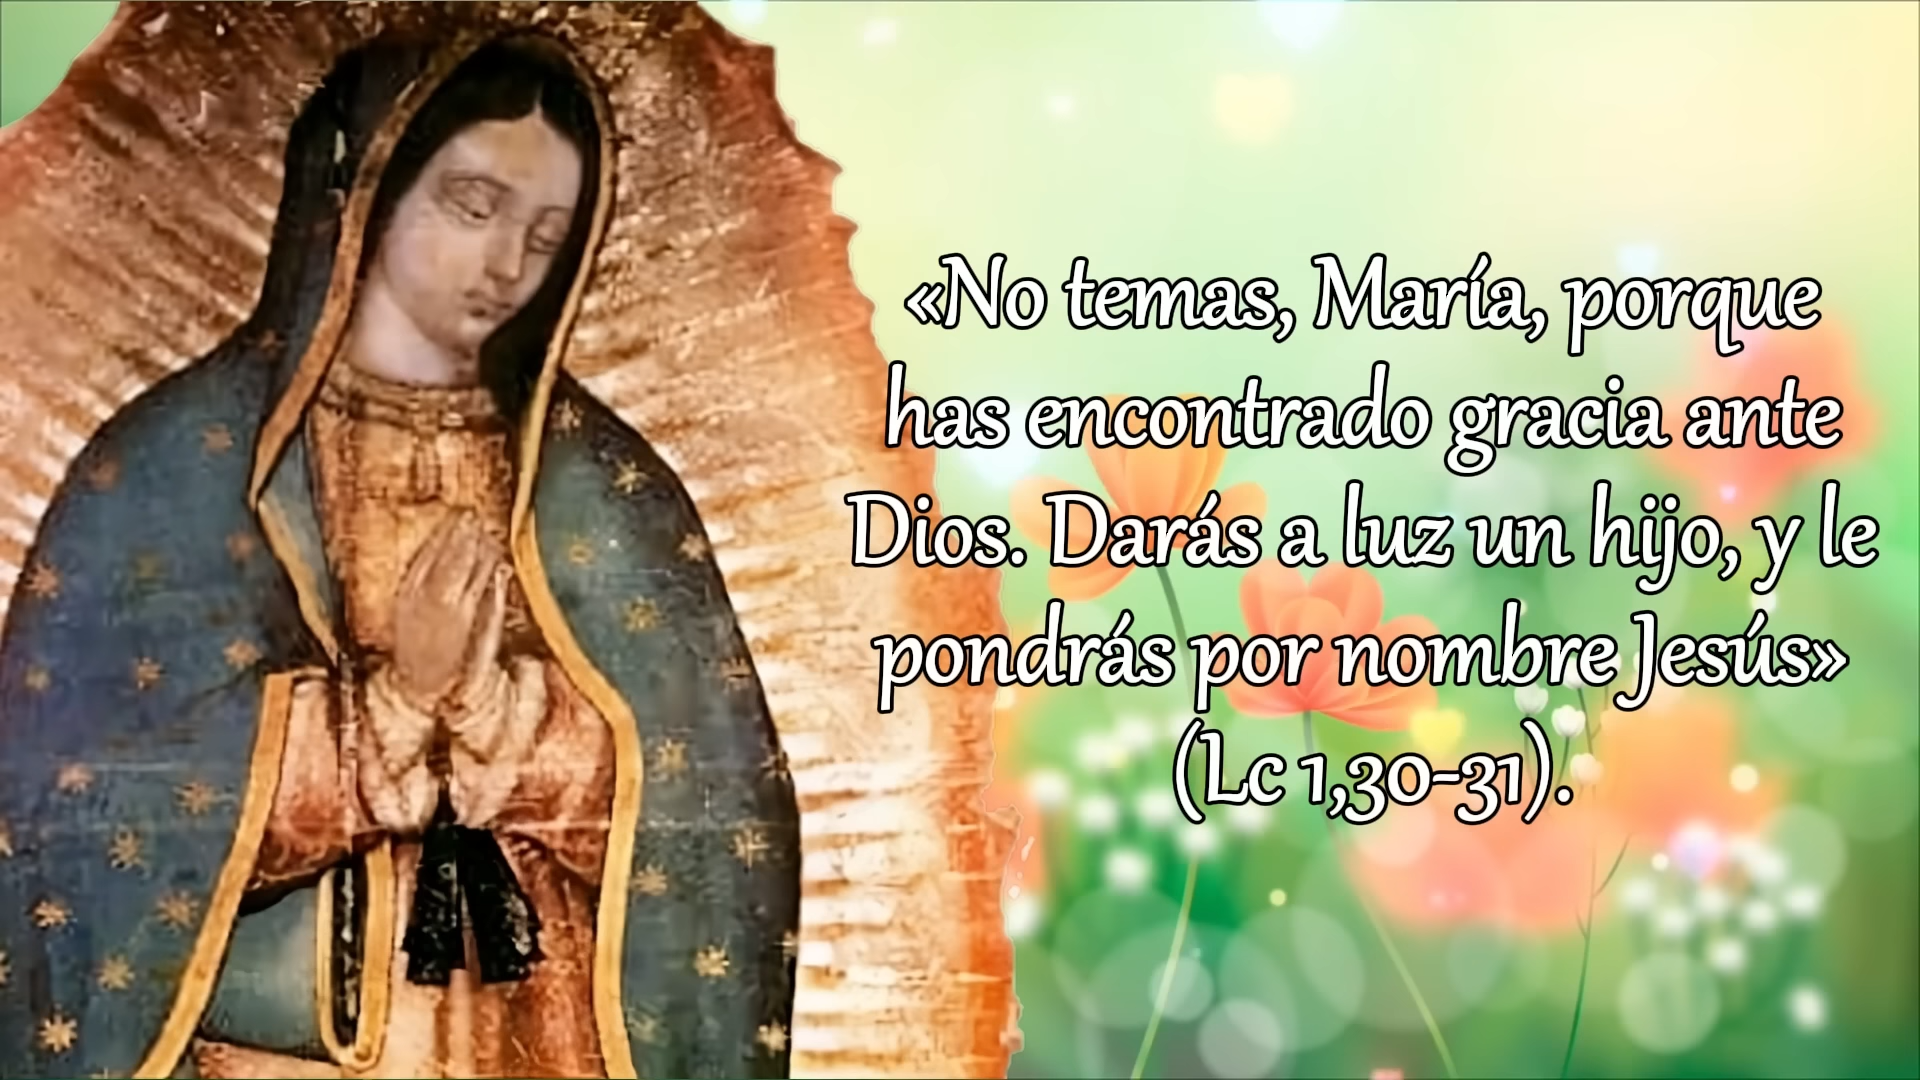 «No temas, María, porque
has encontrado gracia ante
Dios. Darás a luz un hijo, y le
pondrás por nombre Jesús»
(Lc 1,30-31).